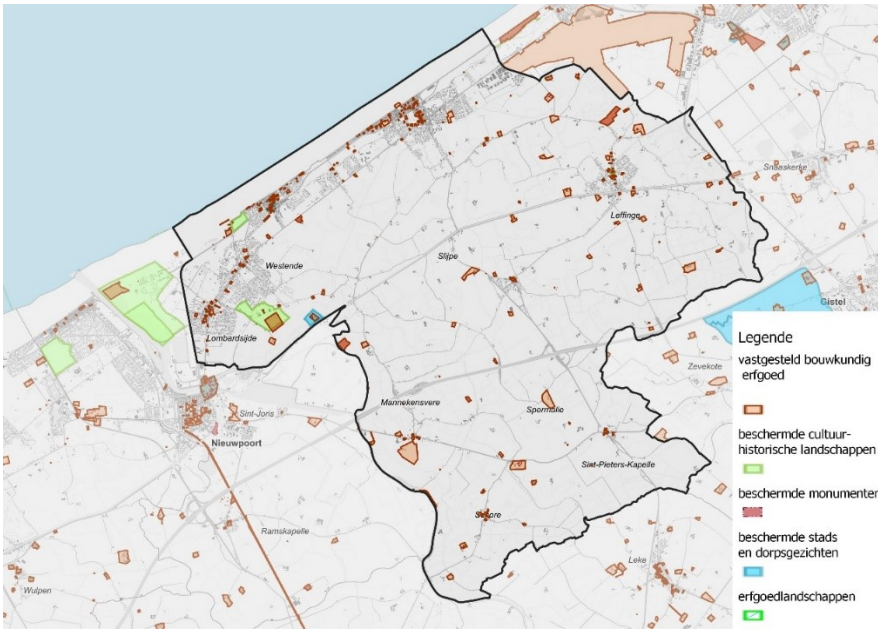 Snaaskerke
Leffinge
Slijpe
Westende
Gistel
Lombardsijde
Zevekote
Mannekensvere
Spermalie
Sint-Joris
Nieuwpoort
Sint-Pieters-Kapelle
Schore
Ramskapelle
Leke
Wulpen
Legende
vastgesteld bouwkundig
erfgoed
beschermde cultuur-
historische landschappen
beschermde monumenten
beschermde stads
en dorpsgezichten
erfgoedlandschappen